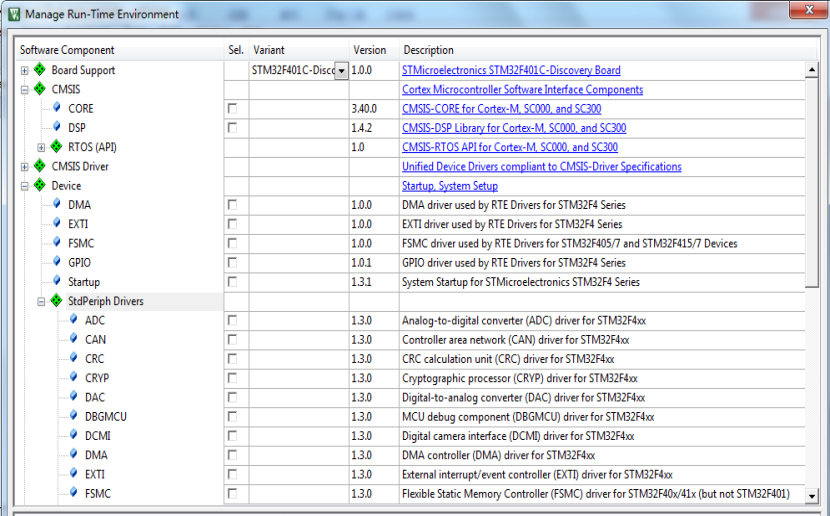 Manage Run-Time Environment
Software Component Sel. Variant Version Description
Board Support STM32F401C-Disco 1.0.0 STMicroelectronics STM32F401C-Discovery Board
CMSIS Cortex Microcontroller Software Interface Components
CORE 3.40.0 CMSIS-CORE for Cortex-M, SC000, and SC300
DSP 1.4.2 CMSIS-DSP Library for Cortex-M, SC000, and SC300
RTOS (API) 1.0 CMSIS-RTOS API for Cortex-M, SC000, and SC300
CMSIS Driver Unified Device Drivers compliant to CMSIS-Driver Specifications
Device Startup, System Setup
DMA 1.0.0 DMA driver used by RTE Drivers for STM32F4 Series
EXTI 1.0.0 EXTI driver used by RTE Drivers for STM32F4 Series
FSMC 1.0.0 FSMC driver used by RTE Drivers for STM32F405/7 and STM32F415/7 Devices
GPIO 1.0.1 GPIO driver used by RTE Drivers for STM32F4 Series
Startup 1.3.1 System Startup for STMicroelectronics STM32F4 Series
StdPeriph Drivers
ADC 1.3.0 Analog-to-digital converter (ADC) driver for STM32F4xx
CAN 1.3.0 Controller area network (CAN) driver for STM32F4xx
CRC 1.3.0 CRC calculation unit (CRC) driver for STM32F4xx
CRYP 1.3.0 Cryptographic processor (CRYP) driver for STM32F4xx
DAC 1.3.0 Digital-to-analog converter (DAC) driver for STM32F4xx
DBGMCU 1.3.0 MCU debug component (DBGMCU) driver for STM32F4xx
DCMI 1.3.0 Digital camera interface (DCMI) driver for STM32F4xx
DMA 1.3.0 DMA controller (DMA) driver for STM32F4xx
EXTI 1.3.0 External interrupt/event controller (EXTI) driver for STM32F4xx
FSMC 1.3.0 Flexible Static Memory Controller (FSMC) driver for STM32F40x/41x (but not STM32F401)